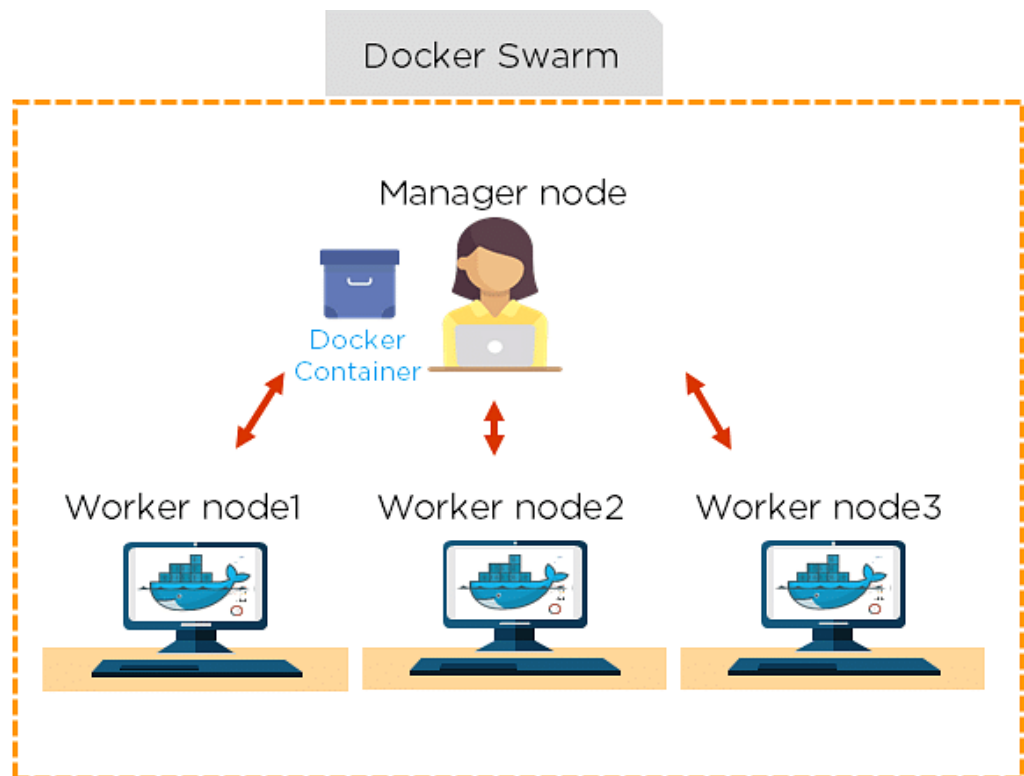 Docker Swarm
Manager node
Docker
Container
Worker node1
Worker node2
Worker node3